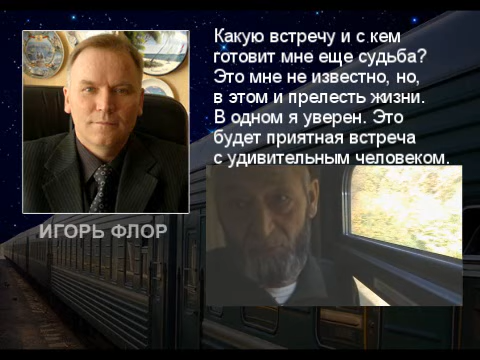 Какую встречу и с кем
готовит мне еще судьба?
Это мне не известно, но,
в этом и прелесть жизни.
В одном я уверен. Это
будет приятная встреча
с удивительным человеком.
ИГОРЬ ФЛОР